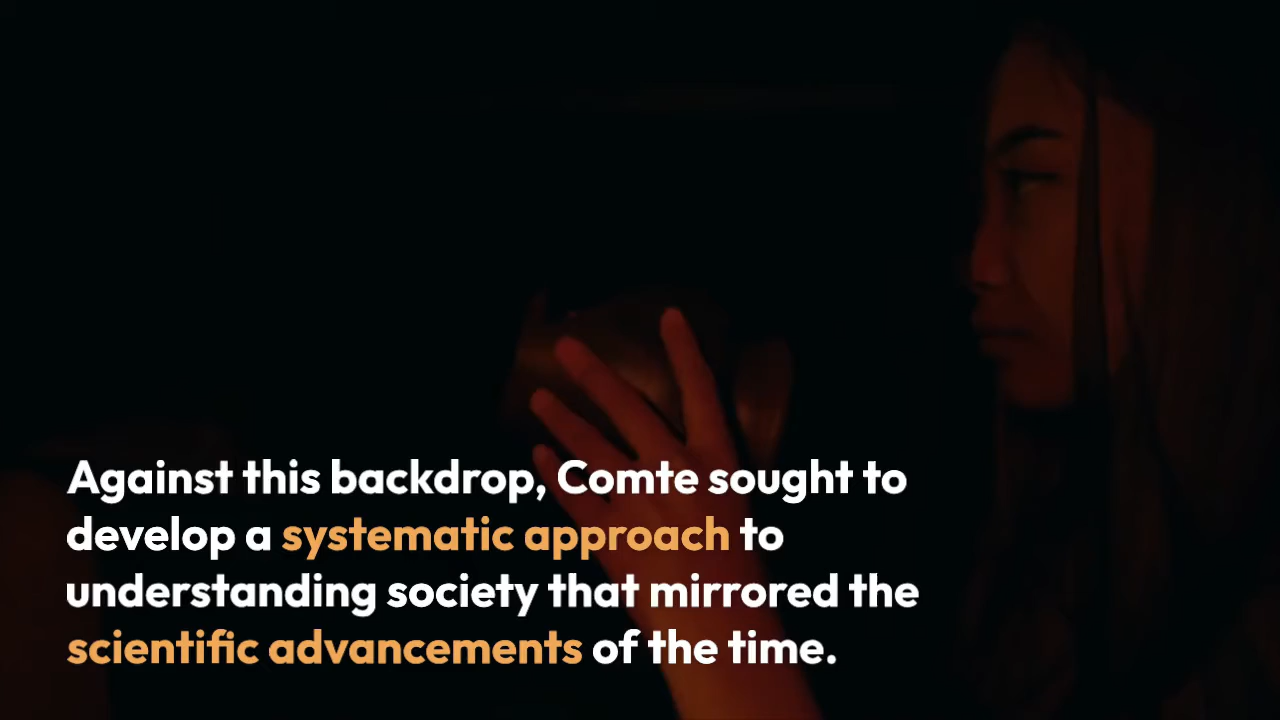 Against this backdrop, Comte sought to
develop a systematic approach to
understanding society that mirrored the
scientific advancements of the time.